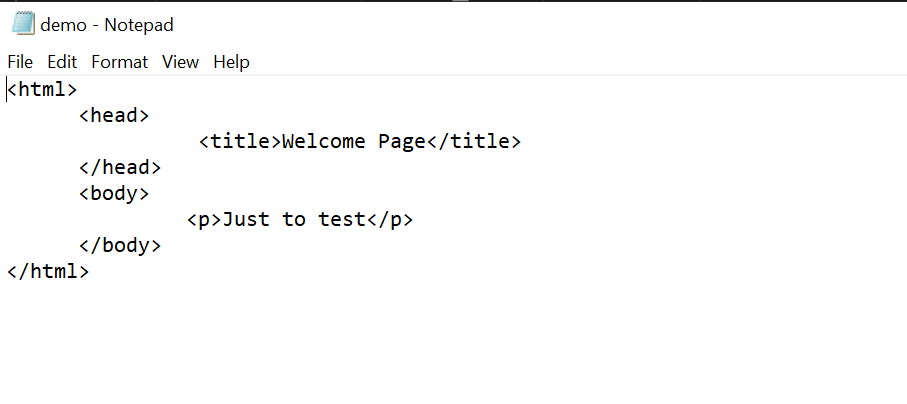 demo - Notepad
File Edit Format View Help
<html>
<head>
<title>Welcome Page</title>
</head>
<body>
<p>Just to test</p>
</body>
</html>